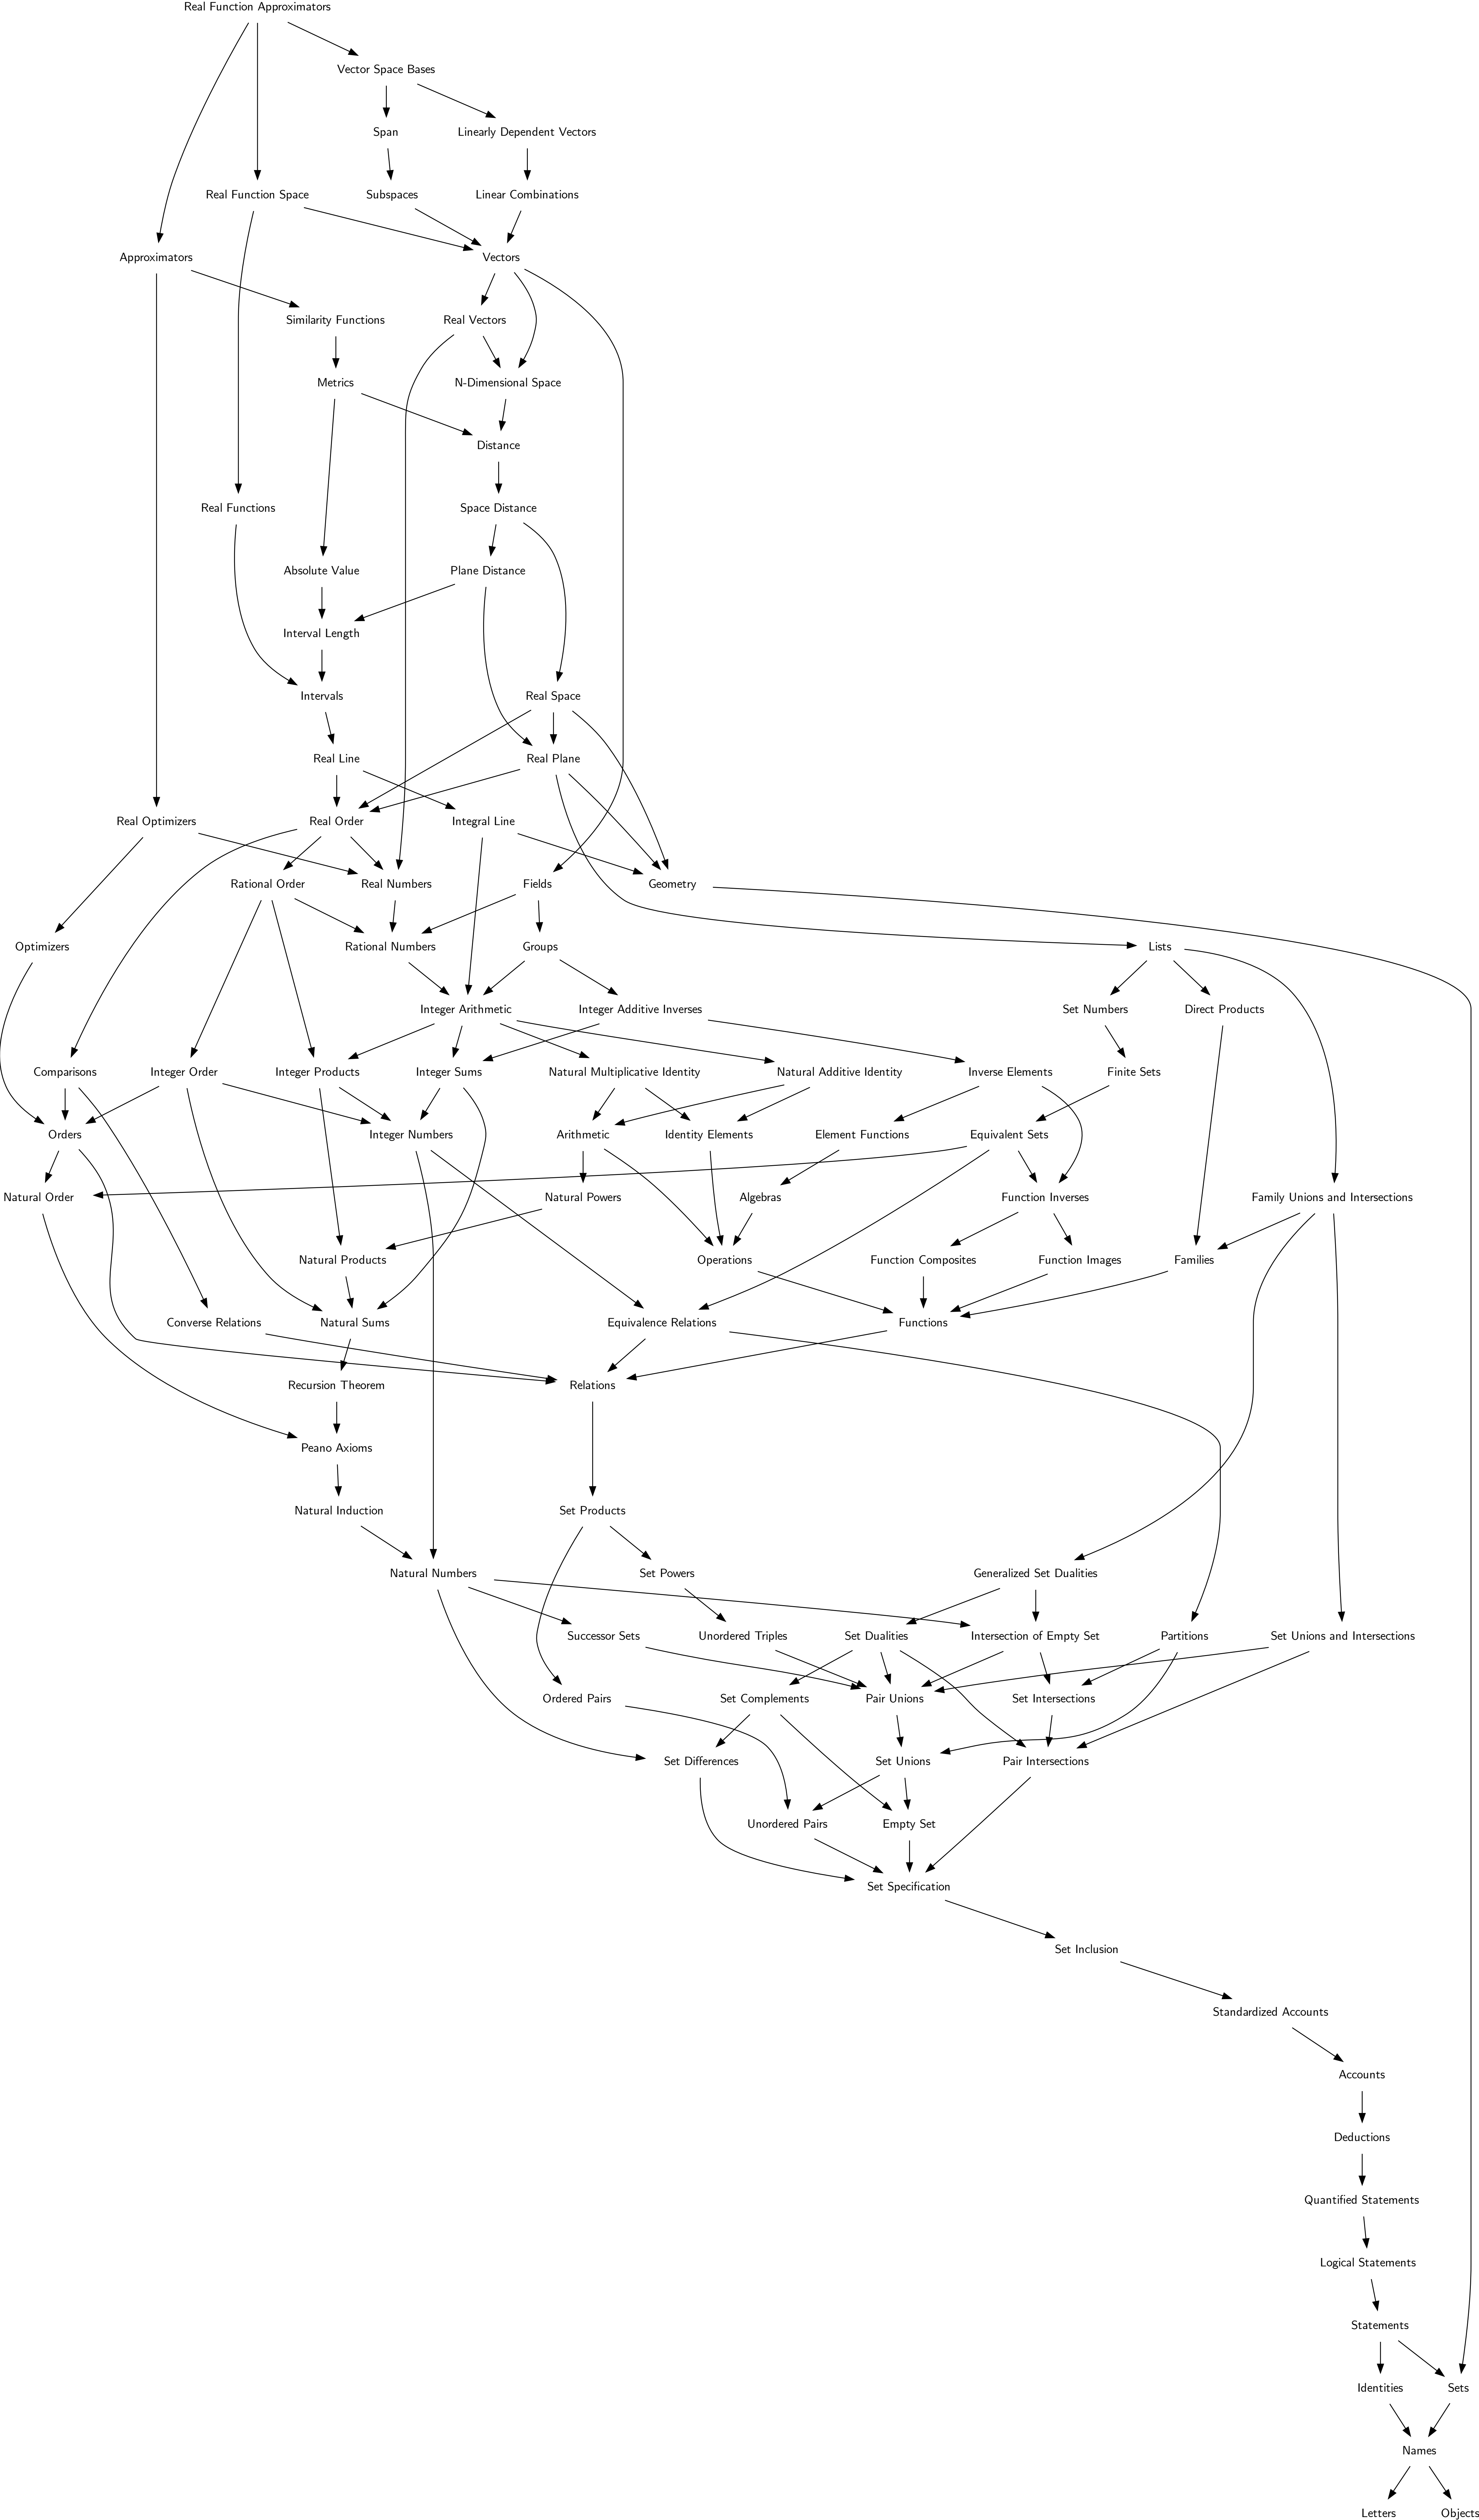 Real Function Approximators
Vector Space Bases
Span
Linearly Dependent Vectors
Real Function Space
Subspaces
Linear Combinations
Approximators
Vectors
Similarity Functions
Real Vectors
Metrics
N-Dimensional Space
Distance
Real Functions
Space Distance
Absolute Value
Plane Distance
Interval Length
Intervals
Real Space
Real Line
Real Plane
Real Optimizers
Real Order
Integral Line
Rational Order
Real Numbers
Fields
Geometry
Optimizers
Rational Numbers
Groups
Lists
Integer Arithmetic
Integer Additive Inverses
Set Numbers
Direct Products
Comparisons
Integer Order
Integer Products
Integer Sums
Natural Multiplicative Identity
Natural Additive Identity
Inverse Elements
Finite Sets
Orders
Integer Numbers
Arithmetic
Identity Elements
Element Functions
Equivalent Sets
Natural Order
Natural Powers
Algebras
Function Inverses
Family Unions and Intersections
Natural Products
Operations
Function Composites
Function Images
Families
Converse Relations
Natural Sums
Equivalence Relations
Functions
Recursion Theorem
Relations
Peano Axioms
Natural Induction
Set Products
Natural Numbers
Set Powers
Generalized Set Dualities
Successor Sets
Unordered Triples
Set Dualities
Intersection of Empty Set
Partitions
Set Unions and Intersections
Ordered Pairs
Set Complements
Pair Unions
Set Intersections
Set Differences
Set Unions
Pair Intersections
Unordered Pairs
Empty Set
Set Specification
Set Inclusion
Standardized Accounts
Accounts
Deductions
Quantified Statements
Logical Statements
Statements
Identities
Sets
Names
Letters
Objects